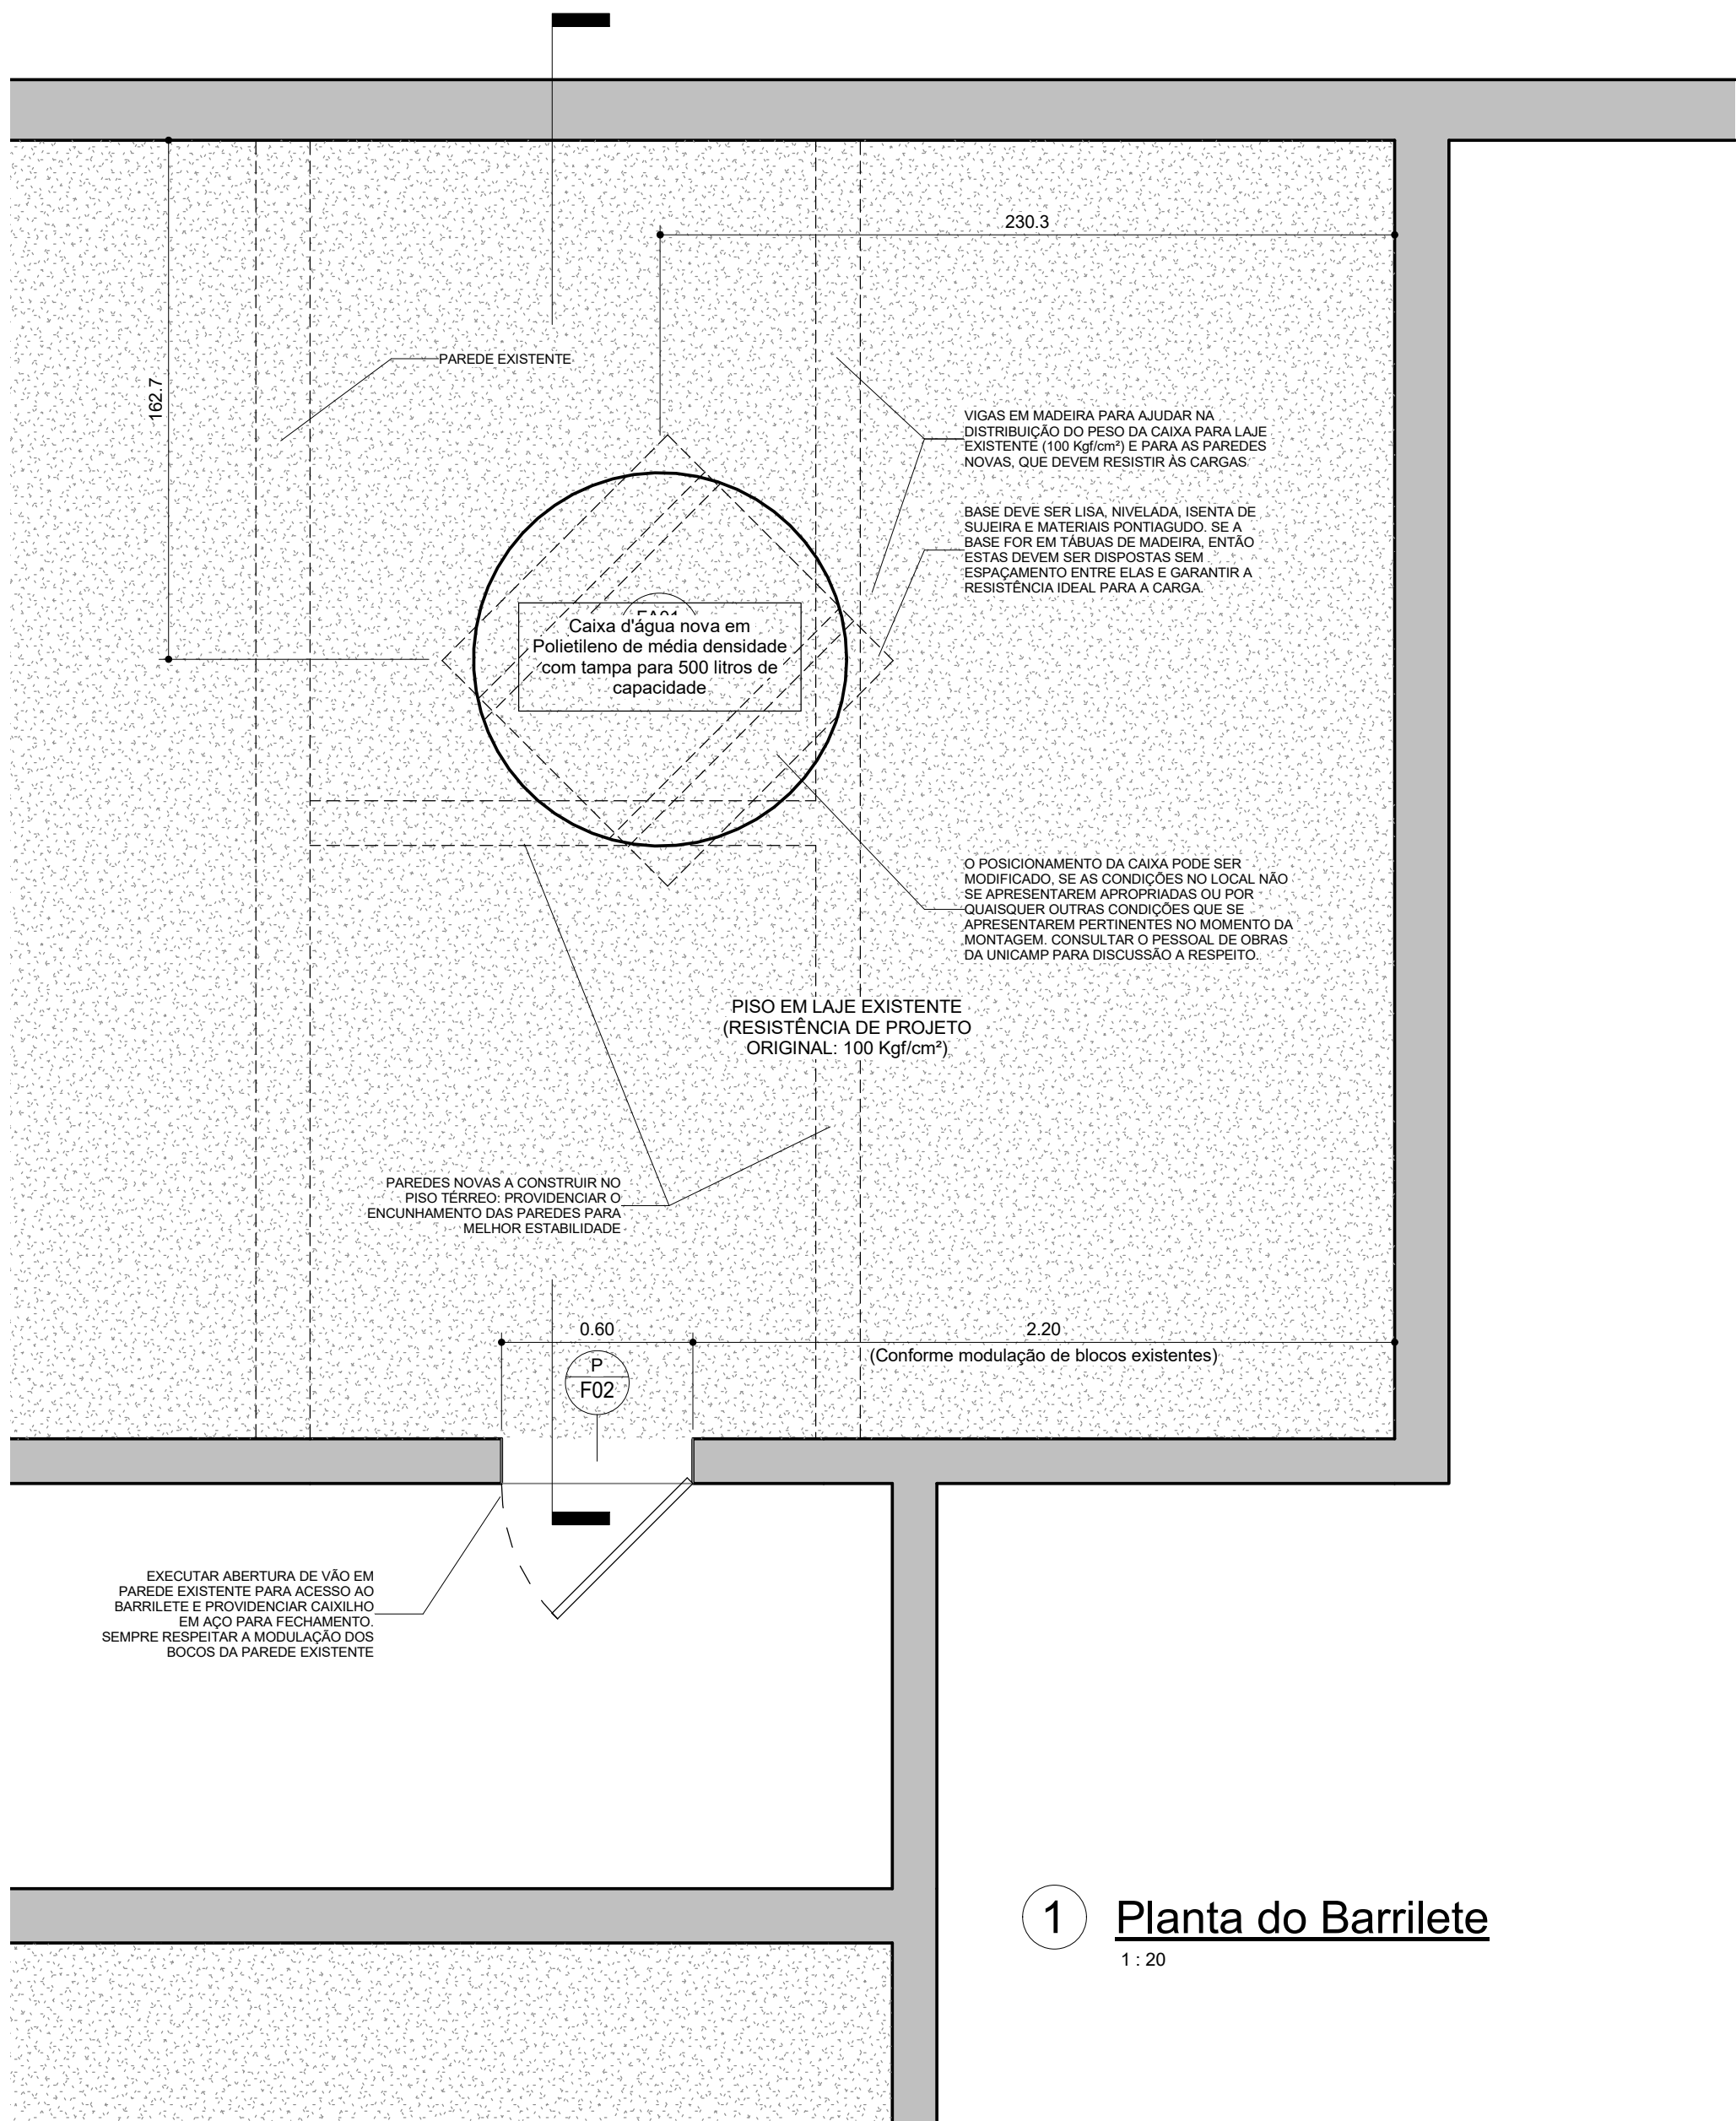 230.3
162.7
PAREDE EXISTENTE
VIGAS EM MADEIRA PARA AJUDAR NA
DISTRIBUIÇÃO DO PESO DA CAIXA PARA LAJE
EXISTENTE (100 Kgf/cm²) E PARA AS PAREDES
NOVAS, QUE DEVEM RESISTIR ÀS CARGAS.
BASE DEVE SER LISA, NIVELADA, ISENTA DE
SUJEIRA E MATERIAIS PONTIAGUDO. SE A
BASE FOR EM TÁBUAS DE MADEIRA, ENTÃO
ESTAS DEVEM SER DISPOSTAS SEM
ESPAÇAMENTO ENTRE ELAS E GARANTIR A
RESISTÊNCIA IDEAL PARA A CARGA.
Caixa d'água nova em
Polietileno de média densidade
com tampa para 500 litros de
capacidade
O POSICIONAMENTO DA CAIXA PODE SER
MODIFICADO, SE AS CONDIÇÕES NO LOCAL NÃO
SE APRESENTAREM APROPRIADAS OU POR
QUAISQUER OUTRAS CONDIÇÕES QUE SE
APRESENTAREM PERTINENTES NO MOMENTO DA
MONTAGEM. CONSULTAR O PESSOAL DE OBRAS
DA UNICAMP PARA DISCUSSÃO A RESPEITO.
PISO EM LAJE EXISTENTE
(RESISTÊNCIA DE PROJETO
ORIGINAL: 100 Kgf/cm²)
PAREDES NOVAS A CONSTRUIR NO
PISO TÉRREO: PROVIDENCIAR O
ENCUNHAMENTO DAS PAREDES PARA
MELHOR ESTABILIDADE
0.60
2.20
(Conforme modulação de blocos existentes)
P
F02
EXECUTAR ABERTURA DE VÃO EM
PAREDE EXISTENTE PARA ACESSO AO
BARRILETE E PROVIDENCIAR CAIXILHO
EM AÇO PARA FECHAMENTO.
SEMPRE RESPEITAR A MODULAÇÃO DOS
BOCOS DA PAREDE EXISTENTE
1
Planta do Barrilete
1 : 20